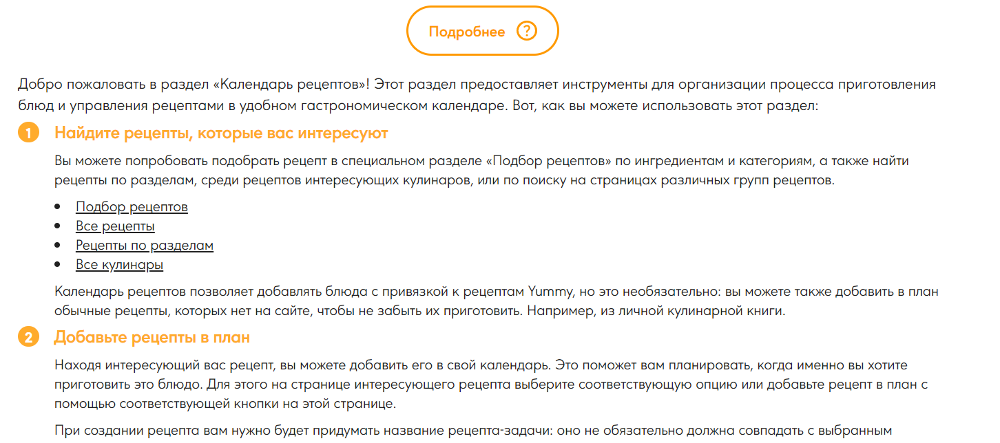 Подробнее ?
Добро пожаловать в раздел «Календарь рецептов»! Этот раздел предоставляет инструменты для организации процесса приготовления
блюд и управления рецептами в удобном гастрономическом календаре. Вот, как вы можете использовать этот раздел:
1 Найдите рецепты, которые вас интересуют
Вы можете попробовать подобрать рецепт в специальном разделе «Подбор рецептов» по ингредиентам и категориям, а также найти
рецепты по разделам, среди рецептов интересующих кулинаров, или по поиску на страницах различных групп рецептов.
• Подбор рецептов
• Все рецепты
• Рецепты по разделам
• Все кулинары
Календарь рецептов позволяет добавлять блюда с привязкой к рецептам Yummy, но это необязательно: вы можете также добавить в план
обычные рецепты, которых нет на сайте, чтобы не забыть их приготовить. Например, из личной кулинарной книги.
2 Добавьте рецепты в план
Находя интересующий вас рецепт, вы можете добавить его в свой календарь. Это поможет вам планировать, когда именно вы хотите
приготовить это блюдо. Для этого на странице интересующего рецепта выберите соответствующую опцию или добавьте рецепт в план с
помощью соответствующей кнопки на этой странице.
При создании рецепта вам нужно будет придумать название рецепта-задачи: оно не обязательно должна совпадать с выбранным